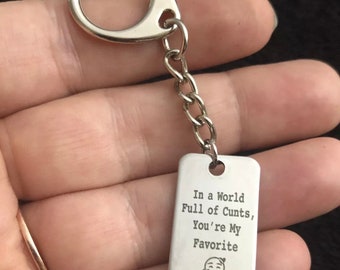 In a World
Full of Cunts,
You're My
Favorite